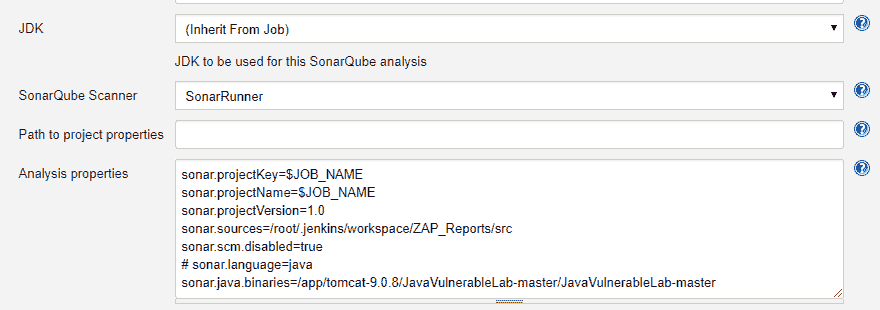 JDK
(Inherit From Job)
JDK to be used for this SonarQube analysis
SonarQube Scanner
SonarRunner
Path to project properties
Analysis properties
sonar.projectKey=$JOB_NAME
sonar.projectName=$JOB_NAME
sonar.projectVersion=1.0
sonar.sources=/root/.jenkins/workspace/ZAP_Reports/src
sonar.scm.disabled=true
# sonar.language=java
sonar.java.binaries=/app/tomcat-9.0.8/JavaVulnerableLab-master/JavaVulnerableLab-master